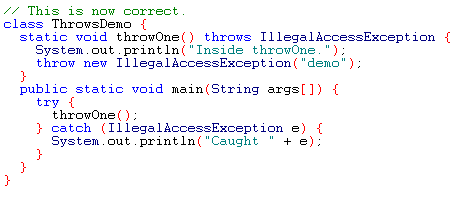 // This is now correct.
class ThrowsDemo {
  static void throwOne() throws IllegalAccessException {
    System.out.println("Inside throwOne.");
    throw new IllegalAccessException("demo");
  }
  public static void main(String args[]) {
    try {
      throwOne();
    } catch (IllegalAccessException e) {
      System.out.println("Caught " + e);
    }
  }
}